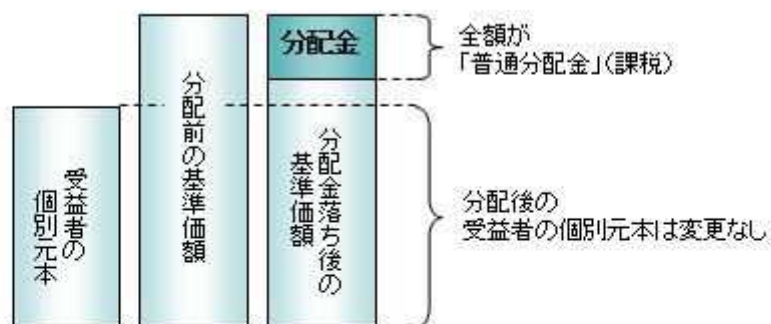 受益者の
個別元本
分配前の基準価額
分配金
分配金落ち後の
基準価額
全額が
「普通分配金」(課税)
分配後の
受益者の個別元本は変更なし